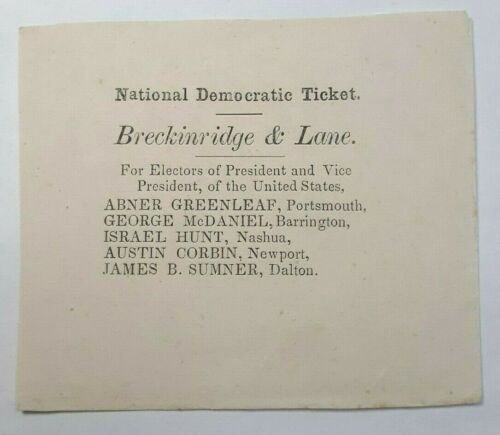 National Democratic Ticket.
Breckinridge & Lane.
For Electors of President and Vice
President, of the United States,
ABNER GREENLEAF, Portsmouth,
GEORGE McDANIEL, Barrington,
ISRAEL HUNT, Nashua,
AUSTIN CORBIN, Newport,
JAMES B. SUMNER, Dalton.